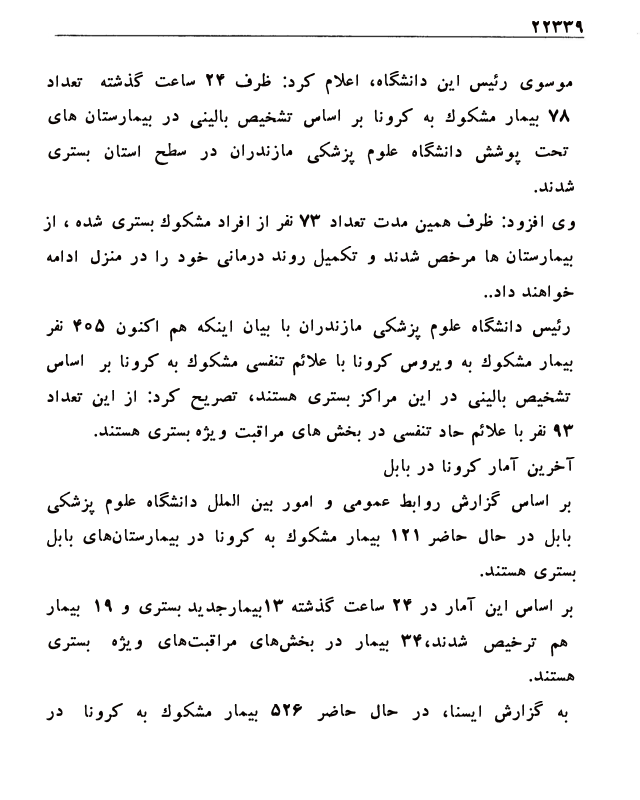 ۲۲۳۳۹
موسوی رئیس این دانشگاه، اعلام کرد: ظرف ۲۴ ساعت گذشته تعداد
۷۸ بیمار مشکوك به کرونا بر اساس تشخیص بالینی در بیمارستان های
تحت پوشش دانشگاه علوم پزشکی مازندران در سطح استان بستری
شدند.
وی افزود: ظرف همین مدت تعداد ۷۳ نفر از افراد مشکوك بستری شده ، از
بیمارستان ها مرخص شدند و تکمیل روند درمانی خود را در منزل ادامه
خواهند داد..
رئیس دانشگاه علوم پزشکی مازندران با بیان اینکه هم اکنون ۴۰۵ نفر
بیمار مشکوك به ویروس کرونا با علائم تنفسی مشکوك به کرونا بر اساس
تشخیص بالینی در این مراکز بستری هستند، تصریح کرد: از این تعداد
۹۳ نفر با علائم حاد تنفسی در بخش های مراقبت ویژه بستری هستند.
آخرین آمار کرونا در بابل
بر اساس گزارش روابط عمومی و امور بین الملل دانشگاه علوم پزشکی
بابل در حال حاضر ۱۲۱ بیمار مشکوك به کرونا در بیمارستان‌های بابل
بستری هستند.
بر اساس این آمار در ۲۴ ساعت گذشته ۱۳بیمارجدید بستری و ۱۹ بیمار
هم ترخیص شدند،۳۴ بیمار در بخش‌های مراقبت‌های ویژه بستری
هستند.
به گزارش ایسنا، در حال حاضر ۵۲۶ بیمار مشکوك به کرونا در